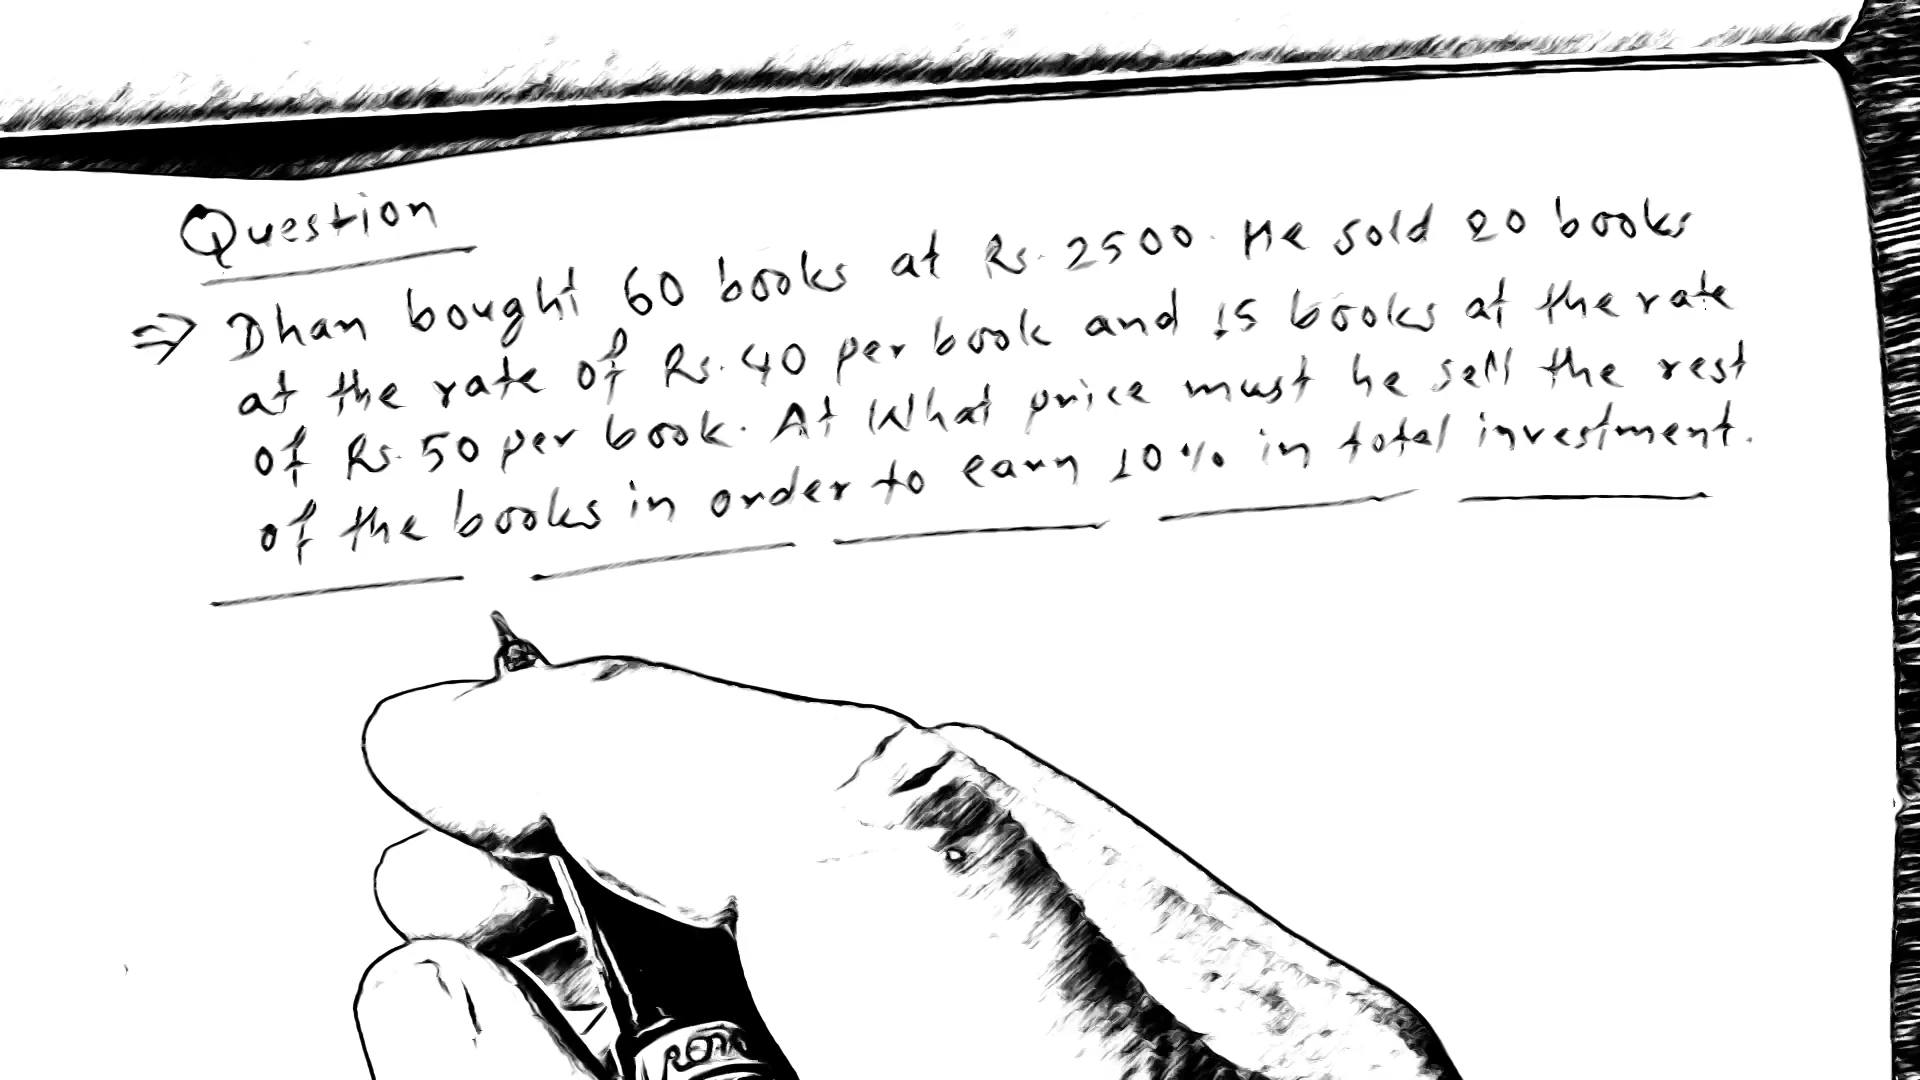 Question
⇒ Dhan bought 60 books at Rs. 2500. He sold 20 books
at the rate of Rs. 40 per book and 15 books at the rate
of Rs. 50 per book. At What price must he sell the rest
of the books in order to earn 10% in total investment.